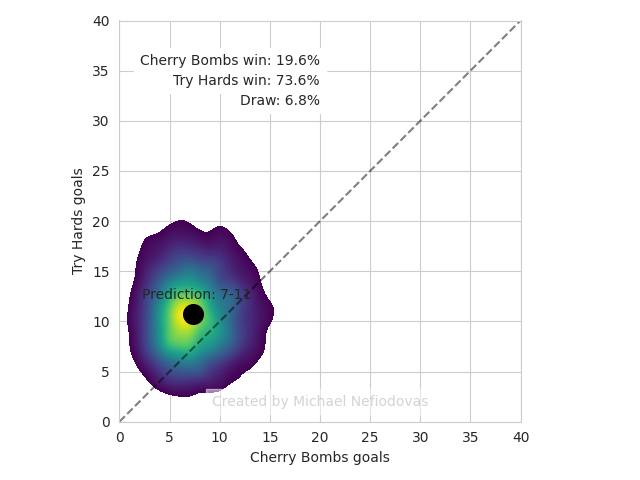 40
35
30
25
20
15
10
5
0
Try Hards goals
Cherry Bombs win: 19.6%
Try Hards win: 73.6%
Draw: 6.8%
Prediction: 7-11
Created by Michael Nefiodovas
0 5 10 15 20 25 30 35 40
Cherry Bombs goals